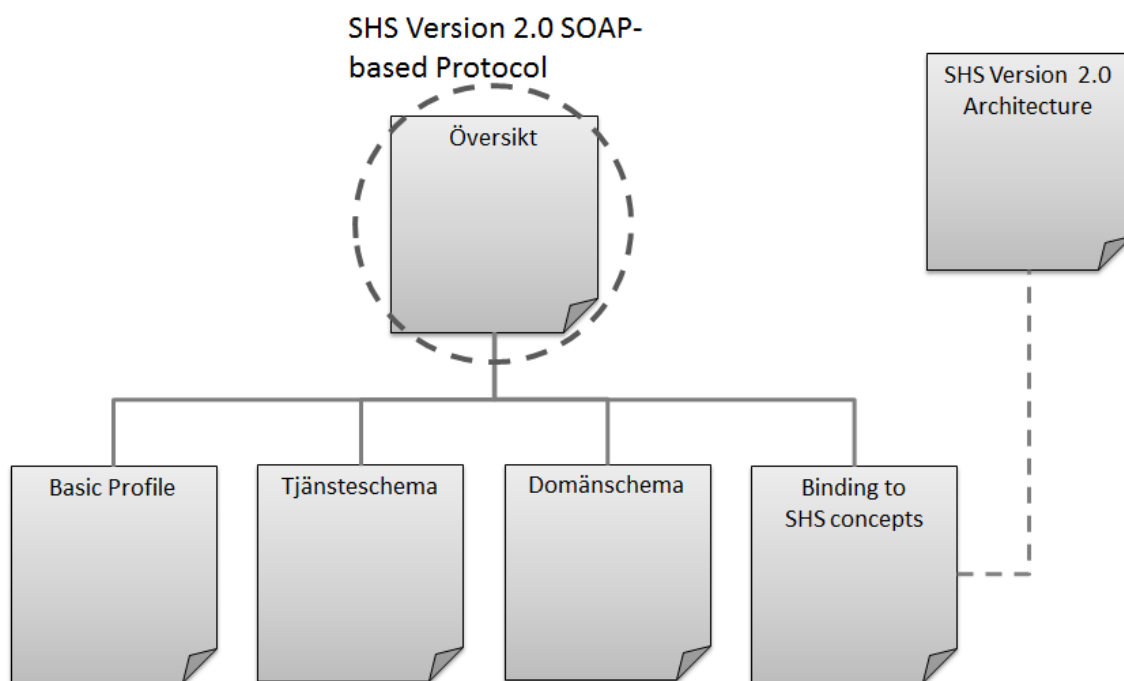 SHS Version 2.0 SOAP-
based Protocol
Översikt
SHS Version 2.0
Architecture
Basic Profile
Tjänsteschema
Domänschema
Binding to
SHS concepts